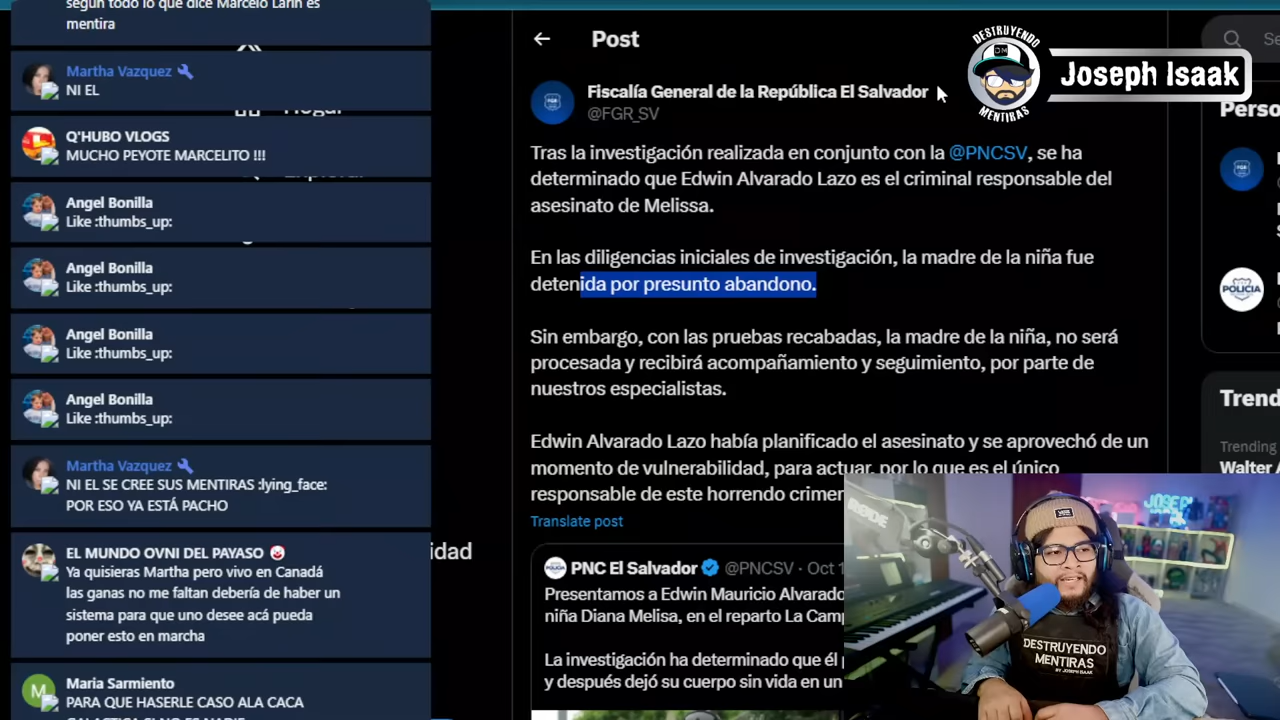 según todo lo que dice Marcelo Larin es
mentira
Martha Vazquez
NI EL
Q'HUBO VLOGS
MUCHO PEYOTE MARCELITO !!!
Angel Bonilla
Like :thumbs_up:
Angel Bonilla
Like :thumbs_up:
Angel Bonilla
Like :thumbs_up:
Angel Bonilla
Like :thumbs_up:
Martha Vazquez
NI EL SE CREE SUS MENTIRAS :lying_face:
POR ESO YA ESTÁ PACHO
EL MUNDO OVNI DEL PAYASO
Ya quisieras Martha pero vivo en Canadá
las ganas no me faltan debería de haber un
sistema para que uno desee acá pueda
poner esto en marcha
M
Maria Sarmiento
PARA QUE HASERLE CASO ALA CACA
idad
Post
Fiscalía General de la República El Salvador
@FGR_SV
Tras la investigación realizada en conjunto con la @PNCSV, se ha
determinado que Edwin Alvarado Lazo es el criminal responsable del
asesinato de Melissa.
En las diligencias iniciales de investigación, la madre de la niña fue
detenida por presunto abandono.
Sin embargo, con las pruebas recabadas, la madre de la niña, no será
procesada y recibirá acompañamiento y seguimiento, por parte de
nuestros especialistas.
Edwin Alvarado Lazo había planificado el asesinato y se aprovechó de un
momento de vulnerabilidad, para actuar, por lo que es el único
responsable de este horrendo crimen
Translate post
PNC El Salvador @PNCSV · Oct 1
Presentamos a Edwin Mauricio Alvarado
niña Diana Melisa, en el reparto La Camp
La investigación ha determinado que él p
y después dejó su cuerpo sin vida en un
DESTRUYENDO
DM
MENTIRAS
Joseph Isaak
Se
Perso
POLICIA
Trend
Trending
Walter A
RØDE
JOSEPH
DESTRUYENDO
MENTIRAS
BY JOSEPH ISAAK